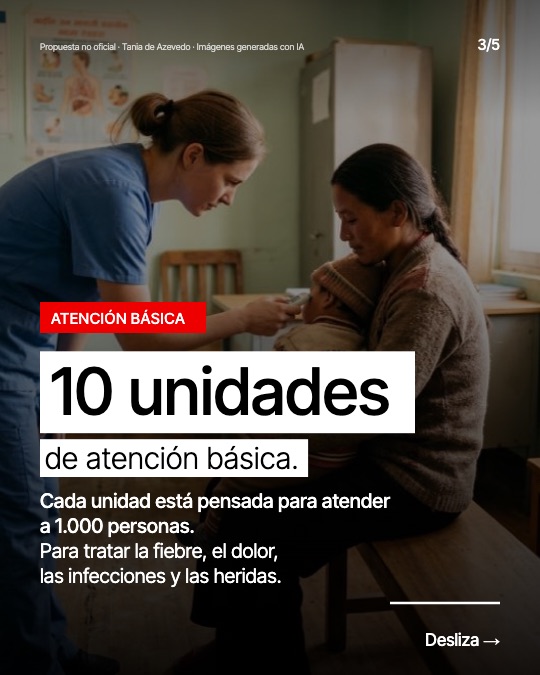 Propuesta no oficial · Tania de Azevedo · Imágenes generadas con IA
3/5
ATENCIÓN BÁSICA
10 unidades
de atención básica.
Cada unidad está pensada para atender
a 1.000 personas.
Para tratar la fiebre, el dolor,
las infecciones y las heridas.
Desliza →